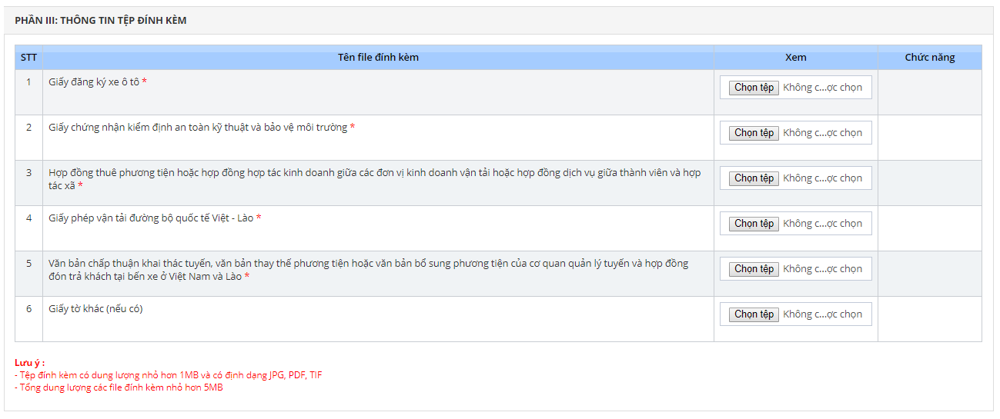 PHẦN III: THÔNG TIN TỆP ĐÍNH KÈM
STT Tên file đính kèm Xem Chức năng
1 Giấy đăng ký xe ô tô * Chọn tệp Không c...ợc chọn
2 Giấy chứng nhận kiểm định an toàn kỹ thuật và bảo vệ môi trường * Chọn tệp Không c...ợc chọn
3 Hợp đồng thuê phương tiện hoặc hợp đồng hợp tác kinh doanh giữa các đơn vị kinh doanh vận tải hoặc hợp đồng dịch vụ giữa thành viên và hợp
tác xã * Chọn tệp Không c...ợc chọn
4 Giấy phép vận tải đường bộ quốc tế Việt - Lào * Chọn tệp Không c...ợc chọn
5 Văn bản chấp thuận khai thác tuyến, văn bản thay thế phương tiện hoặc văn bản bổ sung phương tiện của cơ quan quản lý tuyến và hợp đồng
đón trả khách tại bến xe ở Việt Nam và Lào * Chọn tệp Không c...ợc chọn
6 Giấy tờ khác (nếu có) Chọn tệp Không c...ợc chọn
Lưu ý :
- Tệp đính kèm có dung lượng nhỏ hơn 1MB và có định dạng JPG, PDF, TIF
- Tổng dung lượng các file đính kèm nhỏ hơn 5MB